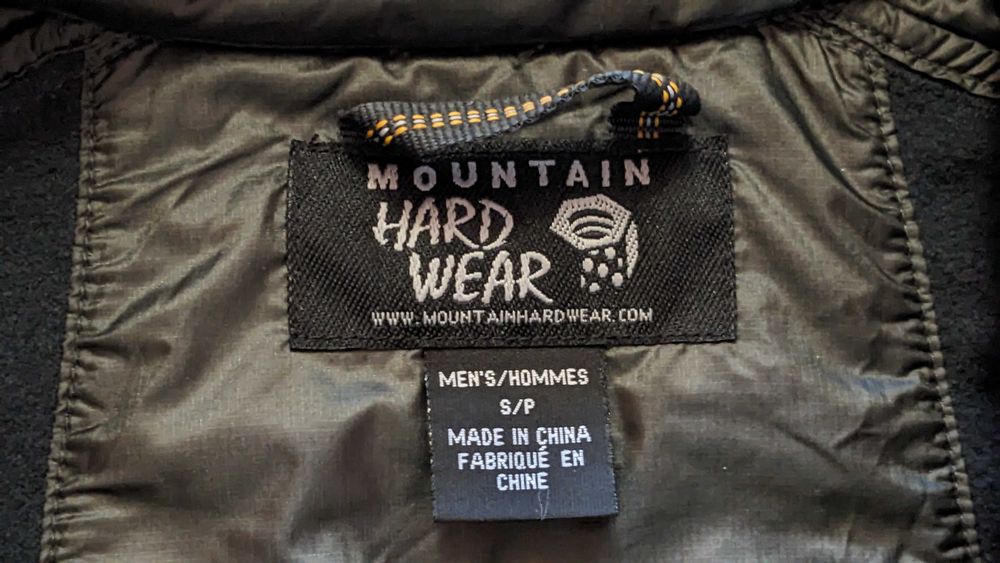 MOUNTAIN
HARD
WEAR
WWW.MOUNTAINHARDWEAR.COM
MEN'S/HOMMES
S/P
MADE IN CHINA
FABRIQUÉ EN
CHINE